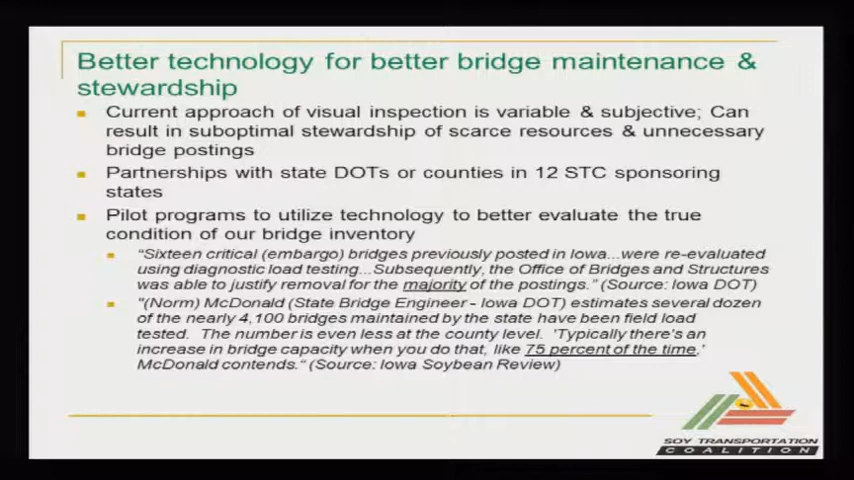 Better technology for better bridge maintenance &
stewardship
Current approach of visual inspection is variable & subjective; Can
result in suboptimal stewardship of scarce resources & unnecessary
bridge postings
Partnerships with state DOTs or counties in 12 STC sponsoring
states
Pilot programs to utilize technology to better evaluate the true
condition of our bridge inventory
“Sixteen critical (embargo) bridges previously posted in Iowa...were re-evaluated
using diagnostic load testing...Subsequently, the Office of Bridges and Structures
was able to justify removal for the majority of the postings.” (Source: Iowa DOT)
“(Norm) McDonald (State Bridge Engineer - Iowa DOT) estimates several dozen
of the nearly 4,100 bridges maintained by the state have been field load
tested. The number is even less at the county level. 'Typically there's an
increase in bridge capacity when you do that, like 75 percent of the time,'
McDonald contends.“ (Source: Iowa Soybean Review)
SOY TRANSPORTATION
COALITION